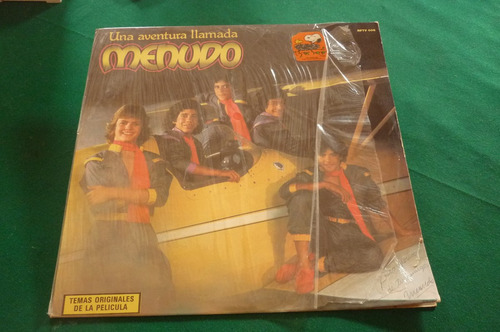 Una aventura llamada
MENUDO
TEMAS ORIGINALES
DE LA PELICULA